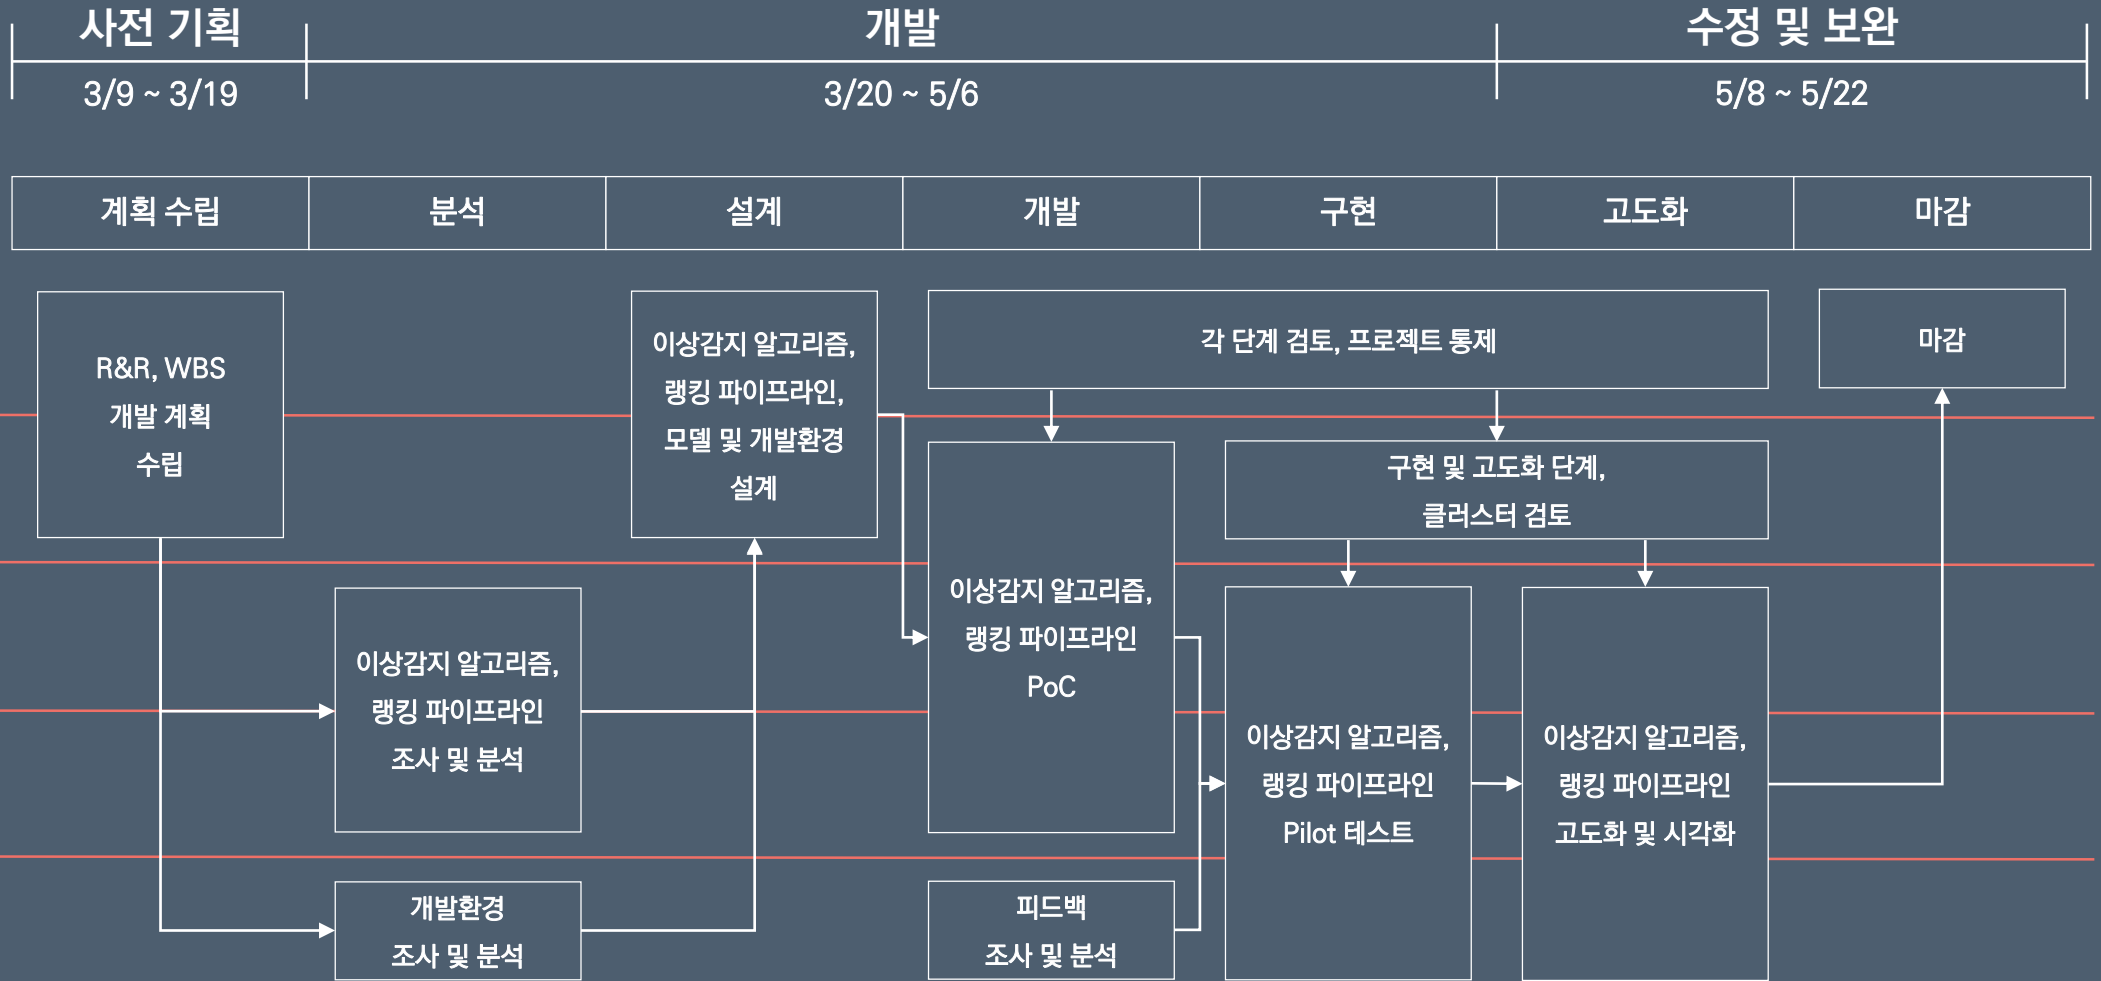 사전 기획
개발
수정 및 보완
3/9 ~ 3/19
3/20 ~ 5/6
5/8 ~ 5/22
계획 수립
분석
설계
개발
구현
고도화
마감
R&R, WBS
개발 계획
수립
이상감지 알고리즘,
랭킹 파이프라인
조사 및 분석
개발환경
조사 및 분석
이상감지 알고리즘,
랭킹 파이프라인,
모델 및 개발환경
설계
각 단계 검토, 프로젝트 통제
이상감지 알고리즘,
랭킹 파이프라인
PoC
피드백
조사 및 분석
구현 및 고도화 단계,
클러스터 검토
이상감지 알고리즘,
랭킹 파이프라인
Pilot 테스트
이상감지 알고리즘,
랭킹 파이프라인
고도화 및 시각화
마감